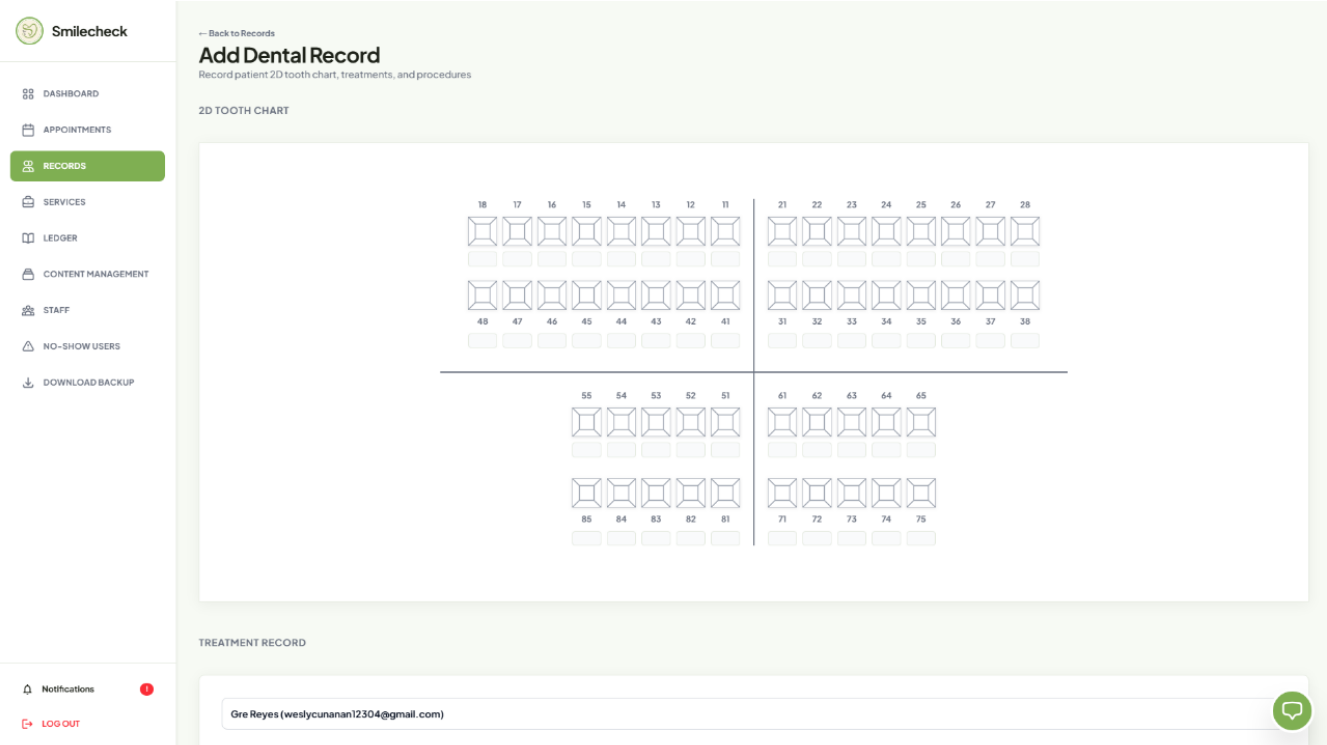 Smilecheck
DASHBOARD
APPOINTMENTS
RECORDS
SERVICES
LEDGER
CONTENT MANAGEMENT
STAFF
NO-SHOW USERS
DOWNLOAD BACKUP
Notifications 1
LOG OUT
← Back to Records
Add Dental Record
Record patient 2D tooth chart, treatments, and procedures
2D TOOTH CHART
18 17 16 15 14 13 12 11 21 22 23 24 25 26 27 28
48 47 46 45 44 43 42 41 31 32 33 34 35 36 37 38
55 54 53 52 51 61 62 63 64 65
85 84 83 82 81 71 72 73 74 75
TREATMENT RECORD
Gre Reyes (weslycunanan12304@gmail.com)